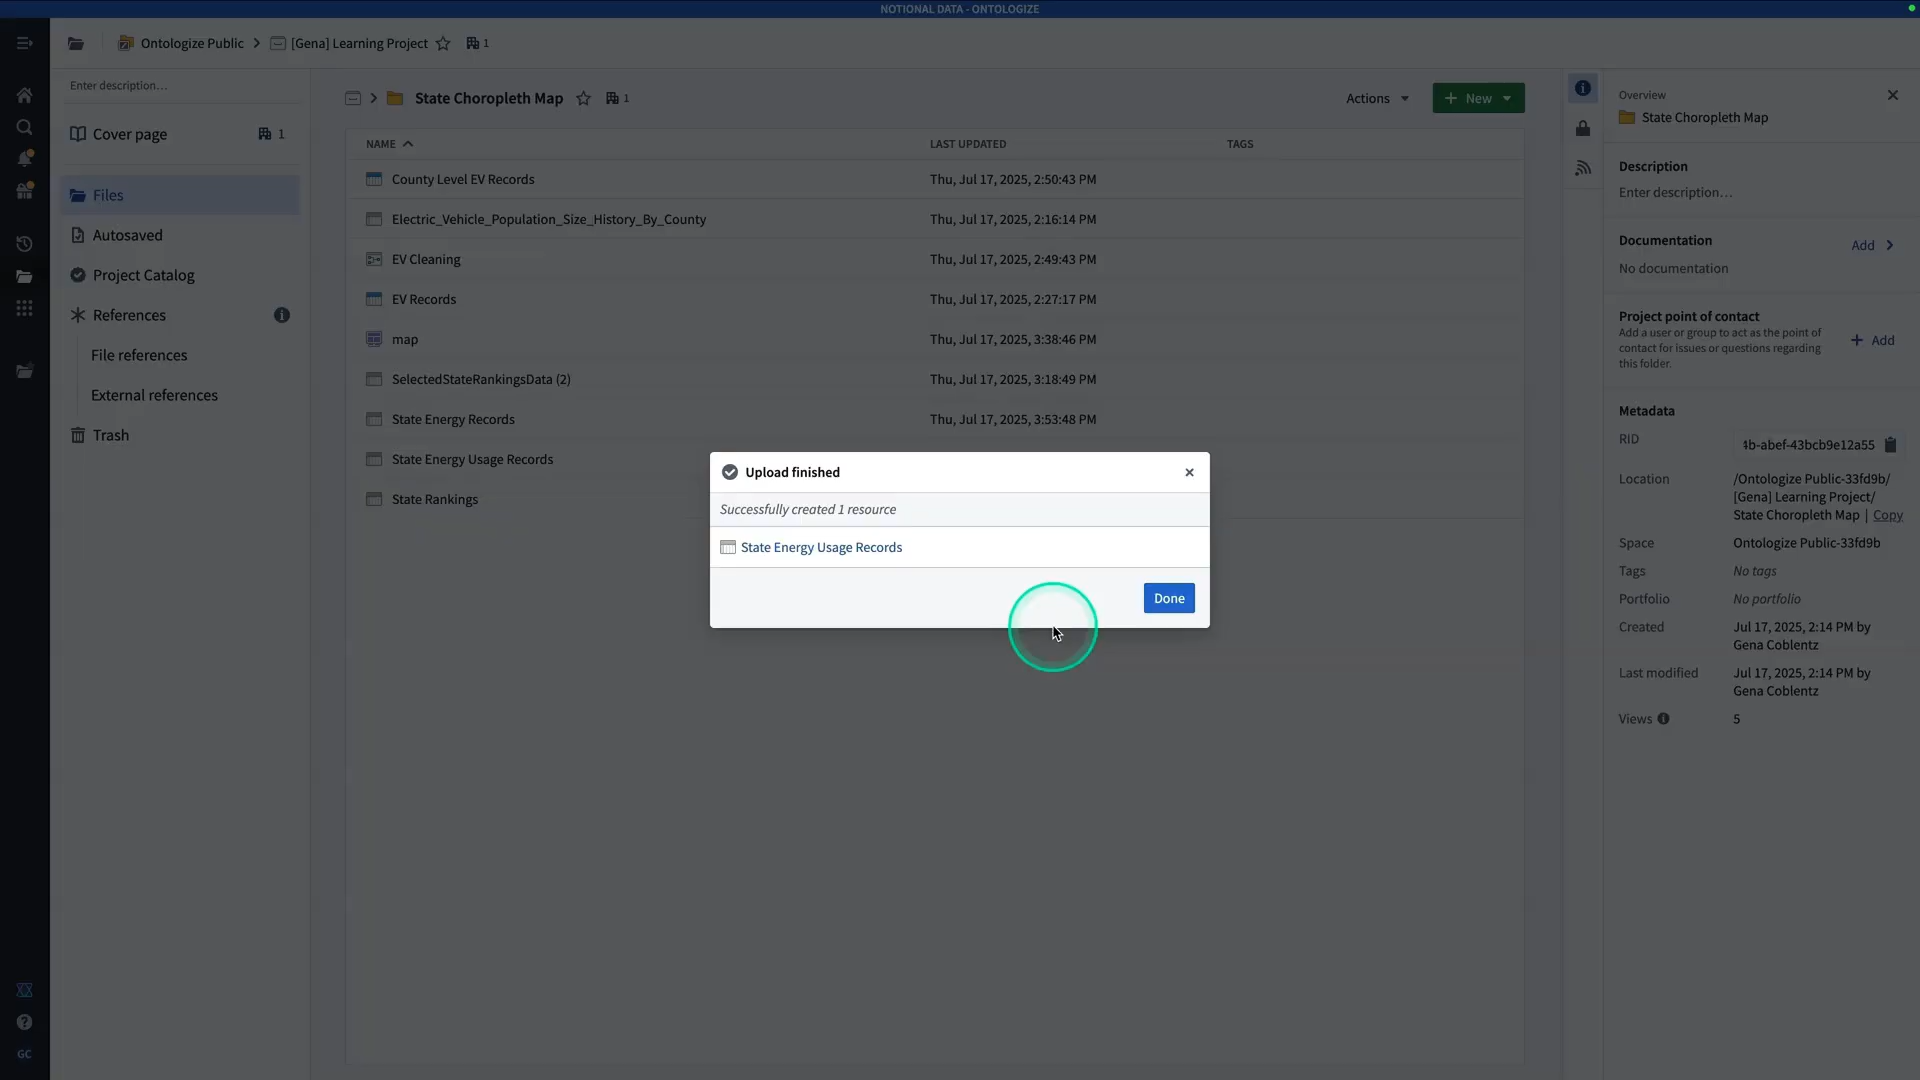 NOTIONAL DATA - ONTOLOGIZE
Ontologize Public > [Gena] Learning Project 1
Enter description...
Cover page 1
Files
Autosaved
Project Catalog
References
File references
External references
Trash
GC
State Choropleth Map 1
Actions
+ New
NAME LAST UPDATED TAGS
County Level EV Records Thu, Jul 17, 2025, 2:50:43 PM
Electric_Vehicle_Population_Size_History_By_County Thu, Jul 17, 2025, 2:16:14 PM
EV Cleaning Thu, Jul 17, 2025, 2:49:43 PM
EV Records Thu, Jul 17, 2025, 2:27:17 PM
map Thu, Jul 17, 2025, 3:38:46 PM
SelectedStateRankingsData (2) Thu, Jul 17, 2025, 3:18:49 PM
State Energy Records Thu, Jul 17, 2025, 3:53:48 PM
State Energy Usage Records
State Rankings
Upload finished
Successfully created 1 resource
State Energy Usage Records
Done
Overview
State Choropleth Map
Description
Enter description...
Documentation Add
No documentation
Project point of contact
Add a user or group to act as the point of
contact for issues or questions regarding
this folder.
+ Add
Metadata
RID 4b-abef-43bcb9e12a55
Location /Ontologize Public-33fd9b/
[Gena] Learning Project/
State Choropleth Map | Copy
Space Ontologize Public-33fd9b
Tags No tags
Portfolio No portfolio
Created Jul 17, 2025, 2:14 PM by
Gena Coblentz
Last modified Jul 17, 2025, 2:14 PM by
Gena Coblentz
Views 5